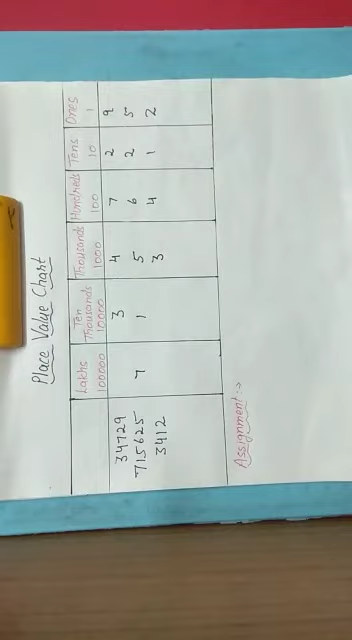 Place Value Chart
Lakhs Ten Thousands Thousands Hundreds Tens Ones
100000 10000 1000 100 10 1
34729 3 4 7 2 9
715625 7 1 5 6 2 5
3412 3 4 1 2
Assignment:->